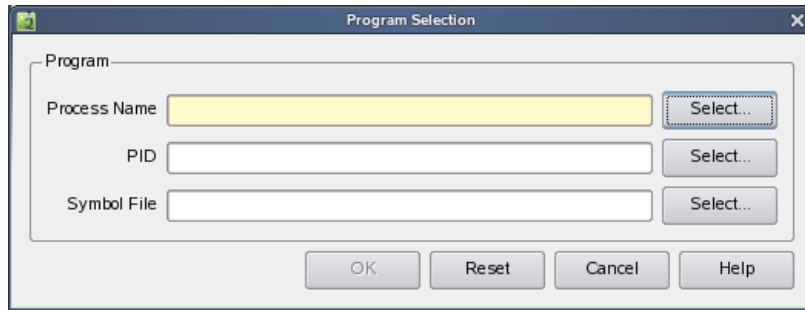 Program Selection
Program
Process Name Select...
PID Select...
Symbol File Select...
OK Reset Cancel Help